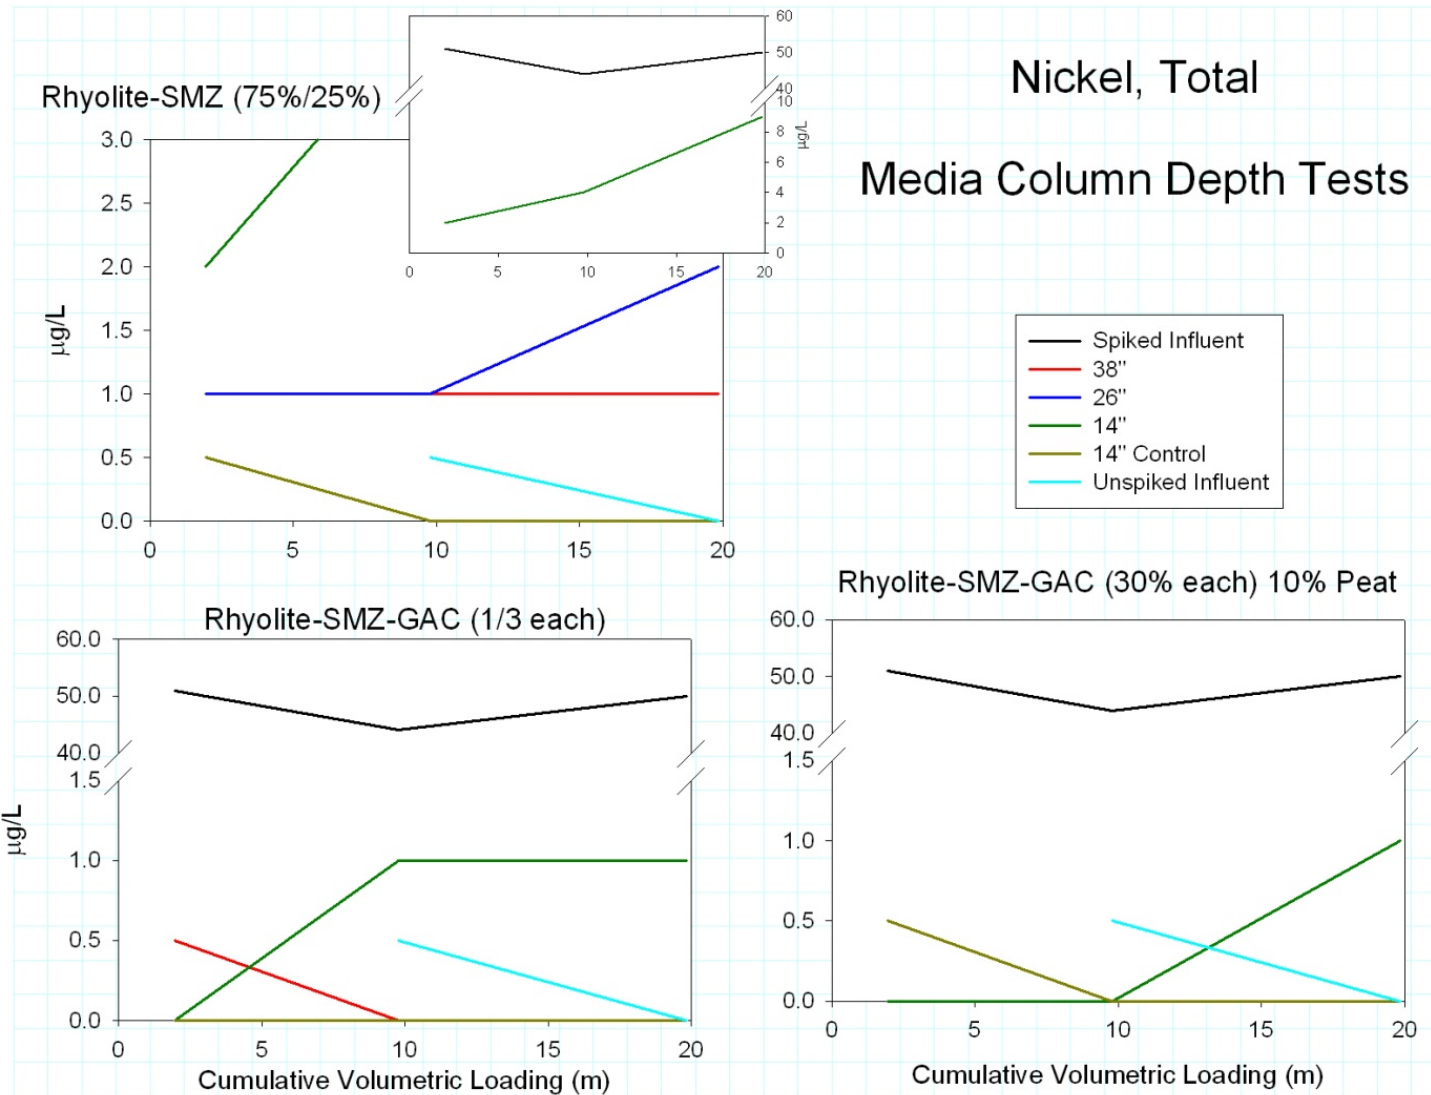 Nickel, Total
Media Column Depth Tests
Rhyolite-SMZ (75%/25%)
60
50
40
10
8
6
4
2
0
µg/L
0 5 10 15 20
3.0
2.5
2.0
1.5
1.0
0.5
0.0
µg/L
0 5 10 15 20
Spiked Influent
38"
26"
14"
14" Control
Unspiked Influent
Rhyolite-SMZ-GAC (1/3 each)
60.0
50.0
40.0
1.5
1.0
0.5
0.0
µg/L
0 5 10 15 20
Cumulative Volumetric Loading (m)
Rhyolite-SMZ-GAC (30% each) 10% Peat
60.0
50.0
40.0
1.5
1.0
0.5
0.0
0 5 10 15 20
Cumulative Volumetric Loading (m)